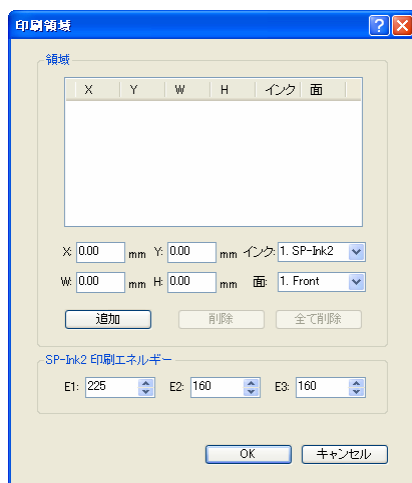 印刷領域
領域
X Y W H インク 面
X: 0.00 mm Y: 0.00 mm インク: 1. SP-Ink2
W: 0.00 mm H: 0.00 mm 面: 1. Front
追加 削除 全て削除
SP-Ink2 印刷エネルギー
E1: 225 E2: 160 E3: 160
OK キャンセル